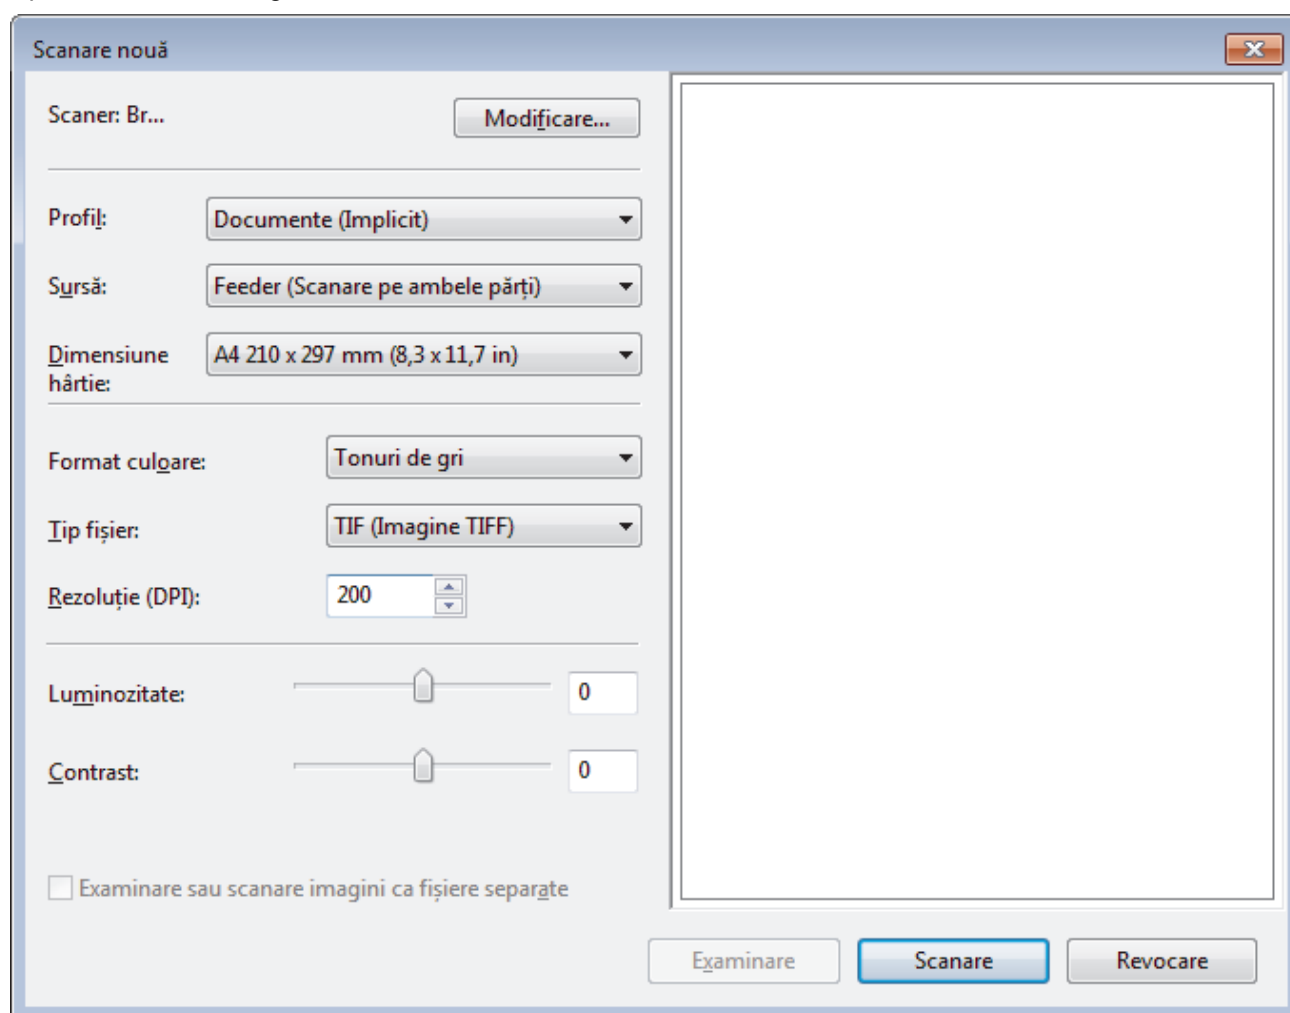 Scanare nouă
Scaner: Br...
Modificare...
Profil:
Documente (Implicit)
Sursă:
Feeder (Scanare pe ambele părți)
Dimensiune
hârtie:
A4 210 x 297 mm (8,3 x 11,7 in)
Format culoare:
Tonuri de gri
Tip fișier:
TIF (Imagine TIFF)
Rezoluție (DPI):
200
Luminozitate:
0
Contrast:
0
Examinare sau scanare imagini ca fișiere separate
Examinare
Scanare
Revocare